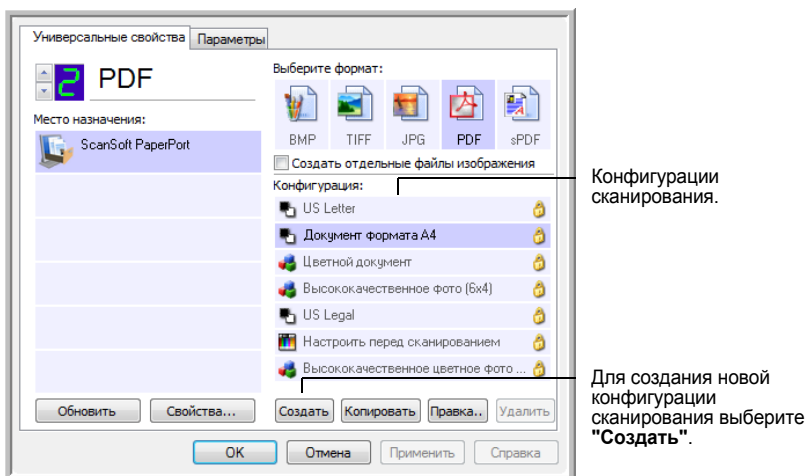 Универсальные свойства Параметры
2 PDF
Место назначения:
ScanSoft PaperPort
Выберите формат:
BMP TIFF JPG PDF sPDF
Создать отдельные файлы изображения
Конфигурация:
US Letter
Документ формата A4
Цветной документ
Высококачественное фото (6x4)
US Legal
Настроить перед сканированием
Высококачественное цветное фото ...
Обновить Свойства... Создать Копировать Правка.. Удалить
OK Отмена Применить Справка
Конфигурации
сканирования.
Для создания новой
конфигурации
сканирования выберите
"Создать".